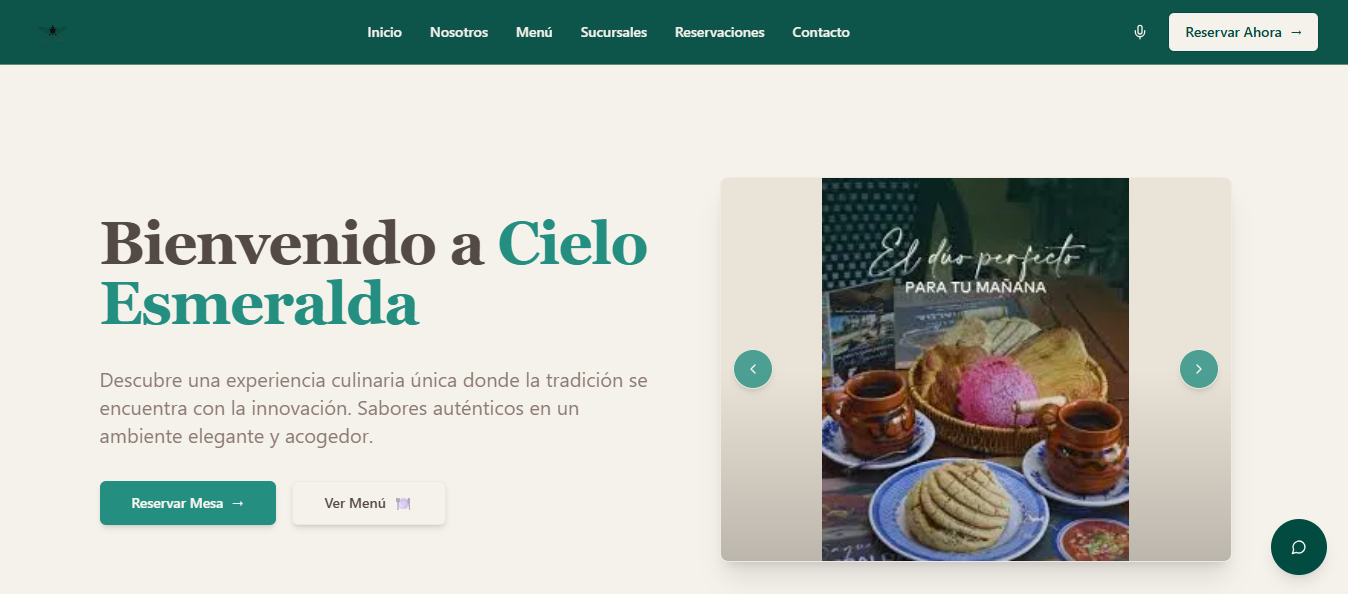 Inicio
Nosotros
Menú
Sucursales
Reservaciones
Contacto
Reservar Ahora →
Bienvenido a Cielo
Esmeralda
Descubre una experiencia culinaria única donde la tradición se
encuentra con la innovación. Sabores auténticos en un
ambiente elegante y acogedor.
Reservar Mesa →
Ver Menú 🍽️
El dúo perfecto
PARA TU MAÑANA